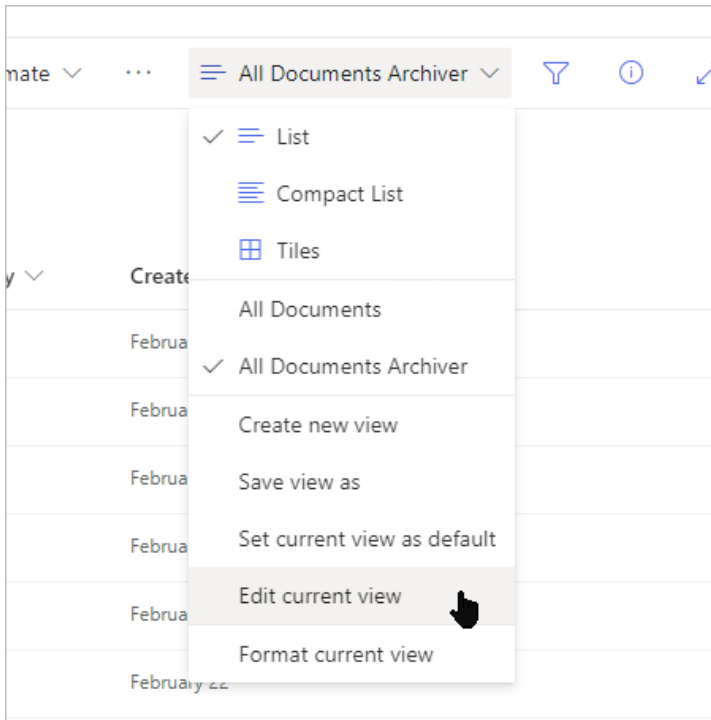 mate
All Documents Archiver
List
Compact List
Tiles
y
Create
All Documents
Februa
All Documents Archiver
Februa
Create new view
Februa
Save view as
Februa
Set current view as default
Februa
Edit current view
Format current view
February 22